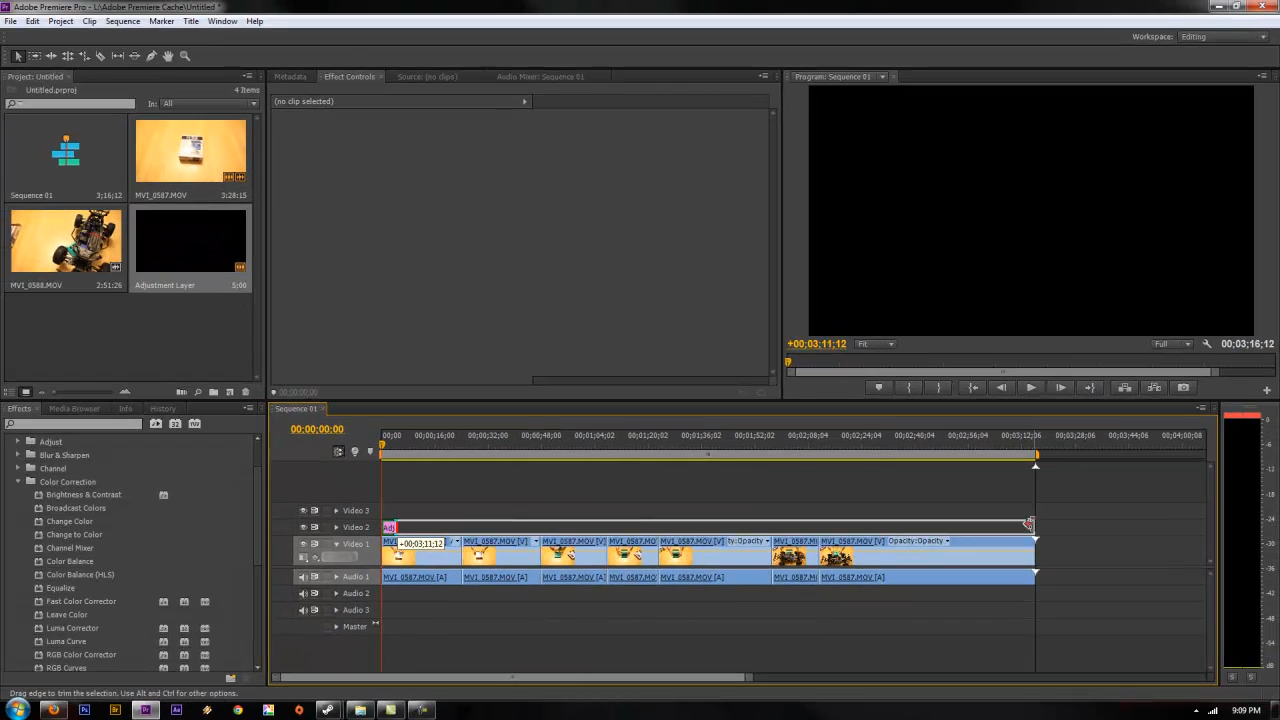 Adobe Premiere Pro - L:\Adobe Premiere Cache\Untitled *
File Edit Project Clip Sequence Marker Title Window Help
Workspace: Editing
Project: Untitled
Untitled.prproj 4 Items
In: All
Sequence 01 3;16;12
MVI_0587.MOV 3:28:15
MVI_0588.MOV 2:51:26
Adjustment Layer 5;00
Metadata Effect Controls Source: (no clips) Audio Mixer: Sequence 01
(no clip selected)
00;00;00;00
Program: Sequence 01
+00;03;11;12 Fit Full 00;03;16;12
Effects Media Browser Info History
Adjust
Blur & Sharpen
Channel
Color Correction
Brightness & Contrast
Broadcast Colors
Change Color
Change to Color
Channel Mixer
Color Balance
Color Balance (HLS)
Equalize
Fast Color Corrector
Leave Color
Luma Corrector
Luma Curve
RGB Color Corrector
RGB Curves
Sequence 01
00;00;00;00
00;00 00;00;16;00 00;00;32;00 00;00;48;00 00;01;04;02 00;01;20;02 00;01;36;02 00;01;52;02 00;02;08;04 00;02;24;04 00;02;40;04 00;02;56;04 00;03;12;06 00;03;28;06 00;03;44;06 00;04;00;08
Video 3
Video 2 Adj
Video 1 +00;03;11;12 MVI_0587.MOV [V] MVI_0587.MOV [V] MVI_0587.MO MVI_0587.MOV [V] ty:Opacity MVI_0587.M MVI_0587.MOV [V] Opacity:Opacity
Audio 1 MVI_0587.MOV [A] MVI_0587.MOV [A] MVI_0587.MOV [A] MVI_0587.MO MVI_0587.MOV [A] MVI_0587.M MVI_0587.MOV [A]
Audio 2
Audio 3
Master
Drag edge to trim the selection. Use Alt and Ctrl for other options.
9:09 PM